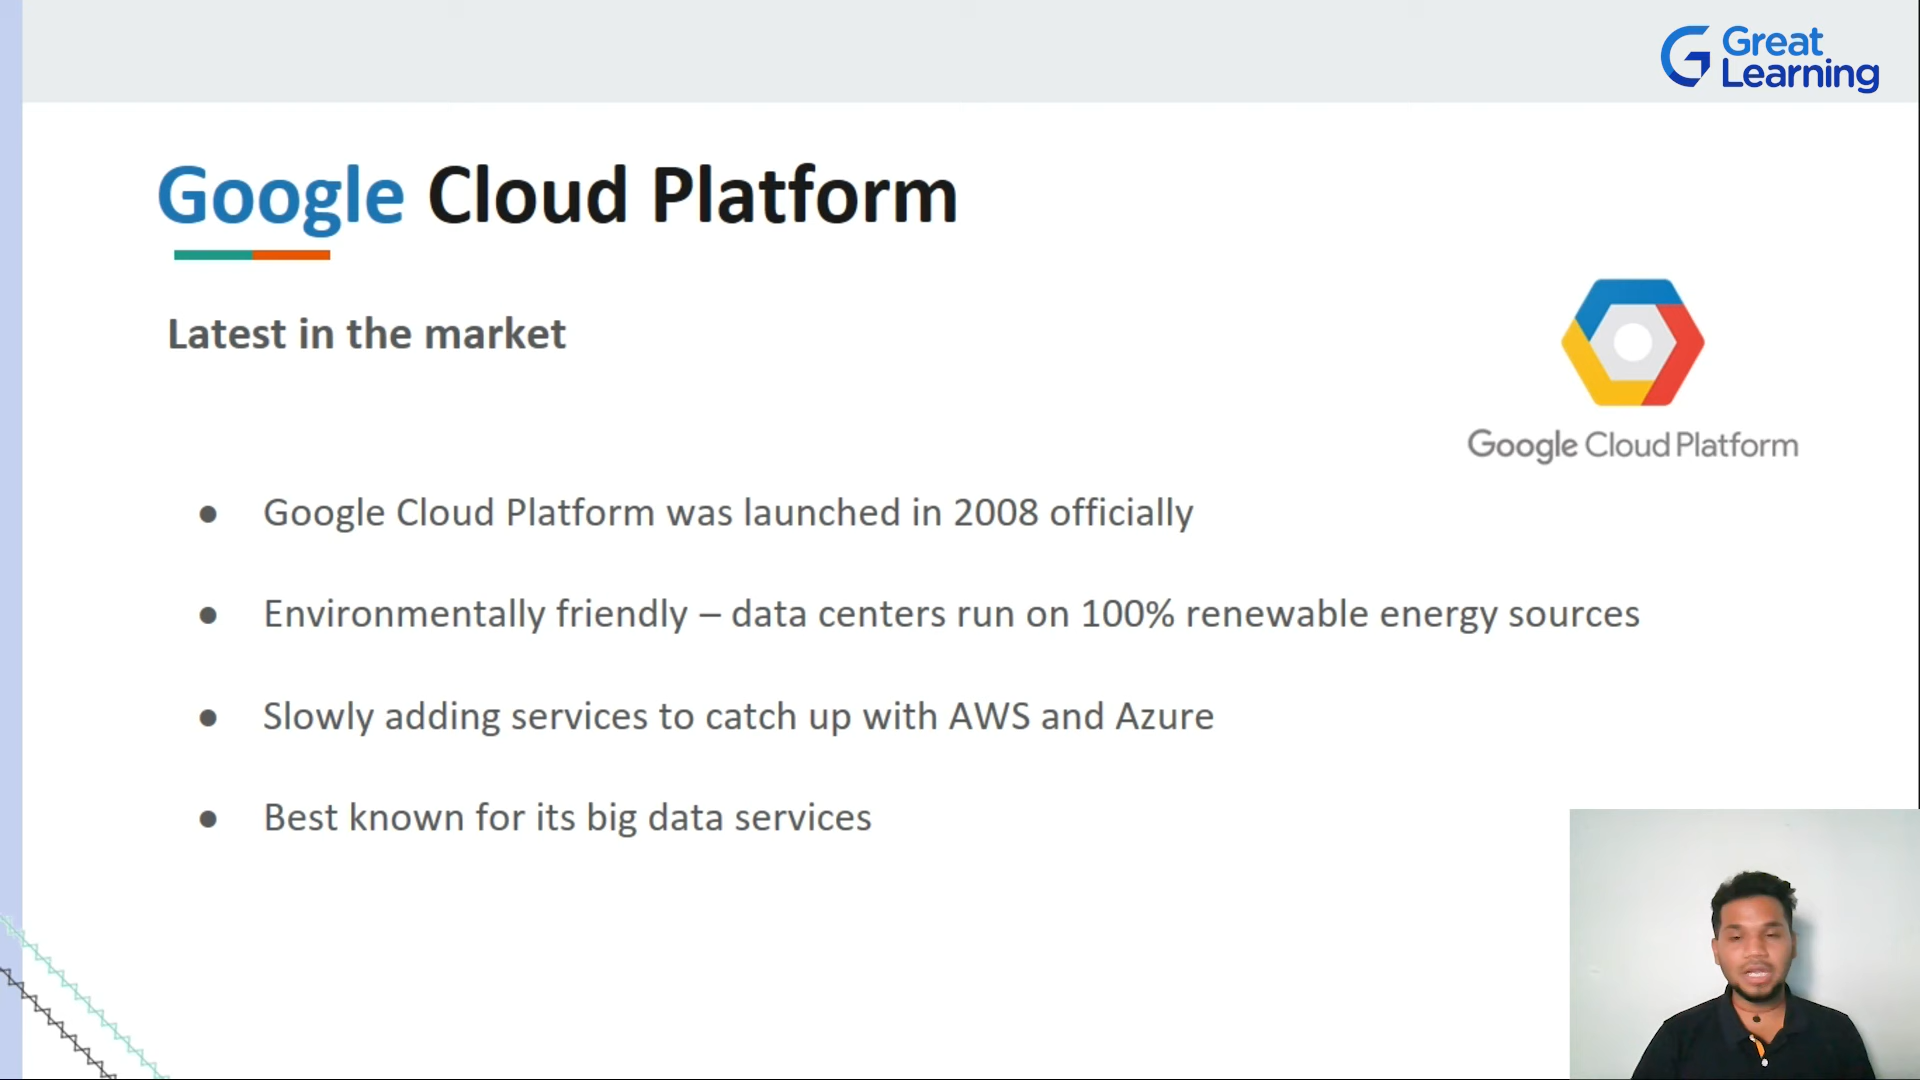 Great
Learning
Google Cloud Platform
Latest in the market
Google Cloud Platform
● Google Cloud Platform was launched in 2008 officially
● Environmentally friendly – data centers run on 100% renewable energy sources
● Slowly adding services to catch up with AWS and Azure
● Best known for its big data services